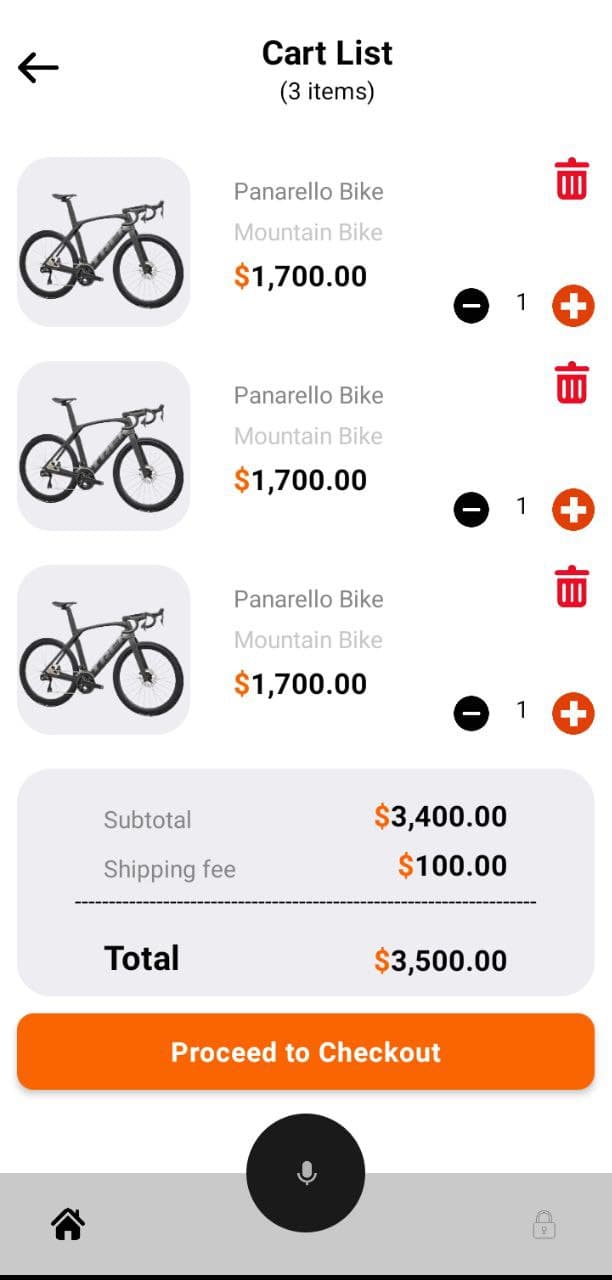 Cart List
(3 items)
Panarello Bike
Mountain Bike
$1,700.00
1
Panarello Bike
Mountain Bike
$1,700.00
1
Panarello Bike
Mountain Bike
$1,700.00
1
Subtotal $3,400.00
Shipping fee $100.00
Total $3,500.00
Proceed to Checkout